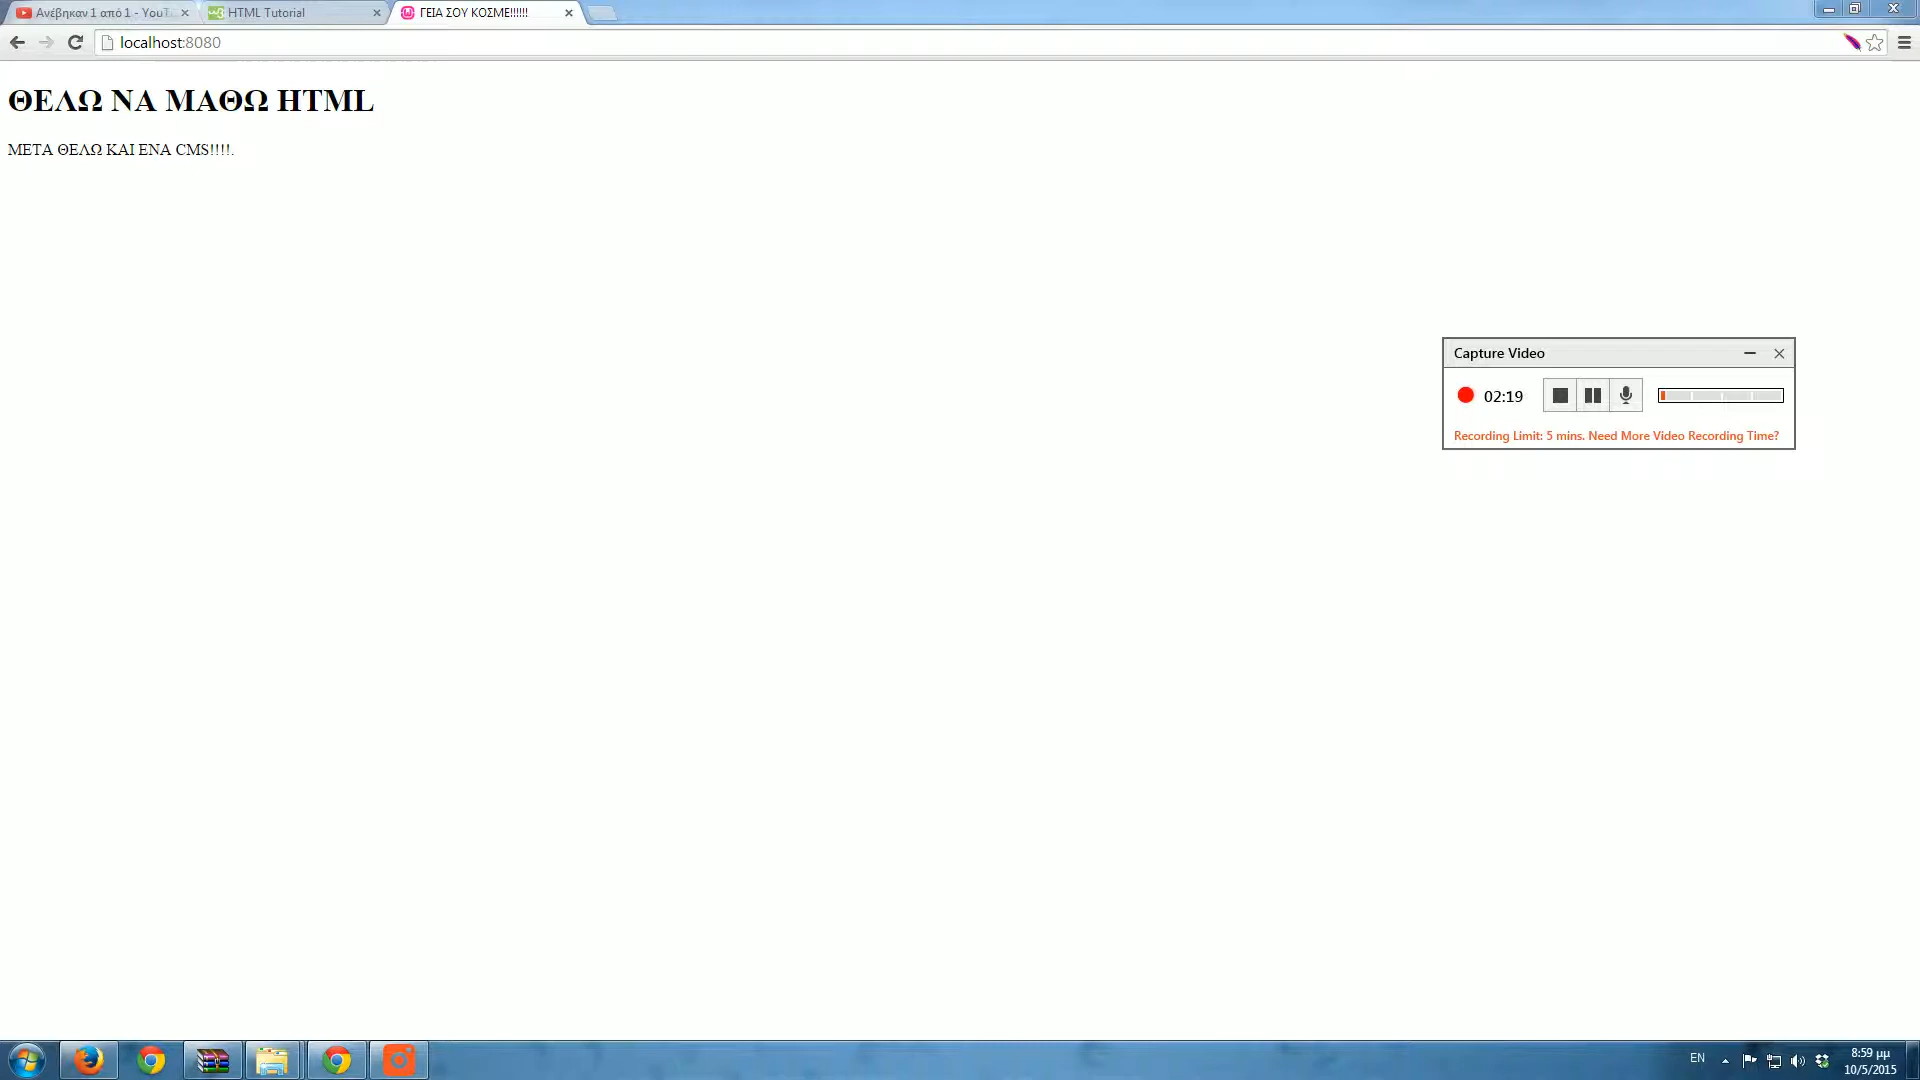 Ανέβηκαν 1 από 1 - YouT
HTML Tutorial
ΓΕΙΑ ΣΟΥ ΚΟΣΜΕ!!!!!!
localhost:8080
ΘΕΛΩ ΝΑ ΜΑΘΩ HTML
ΜΕΤΑ ΘΕΛΩ ΚΑΙ ΕΝΑ CMS!!!!.
Capture Video
02:19
Recording Limit: 5 mins. Need More Video Recording Time?
EN
8:59 μμ
10/5/2015